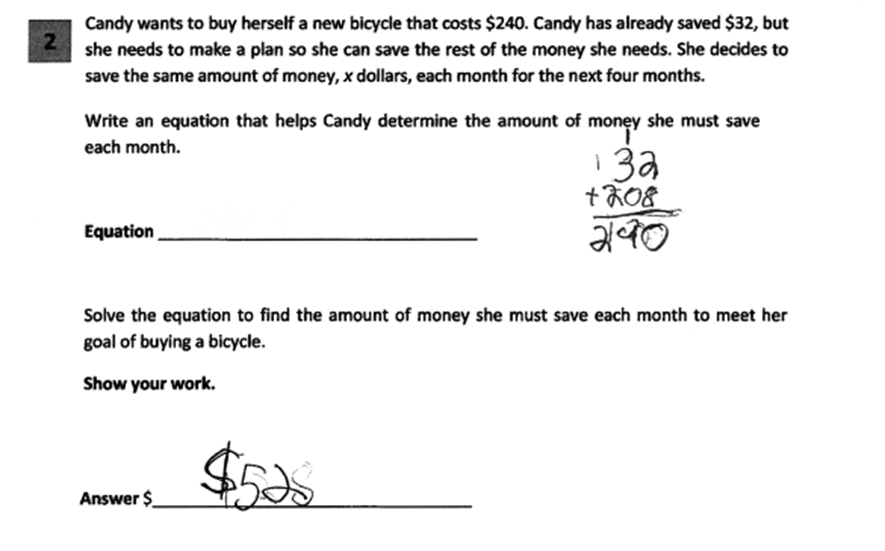 2
Candy wants to buy herself a new bicycle that costs $240. Candy has already saved $32, but
she needs to make a plan so she can save the rest of the money she needs. She decides to
save the same amount of money, x dollars, each month for the next four months.
Write an equation that helps Candy determine the amount of money she must save
each month.
1 32
+208
240
Equation
Solve the equation to find the amount of money she must save each month to meet her
goal of buying a bicycle.
Show your work.
Answer $ $528